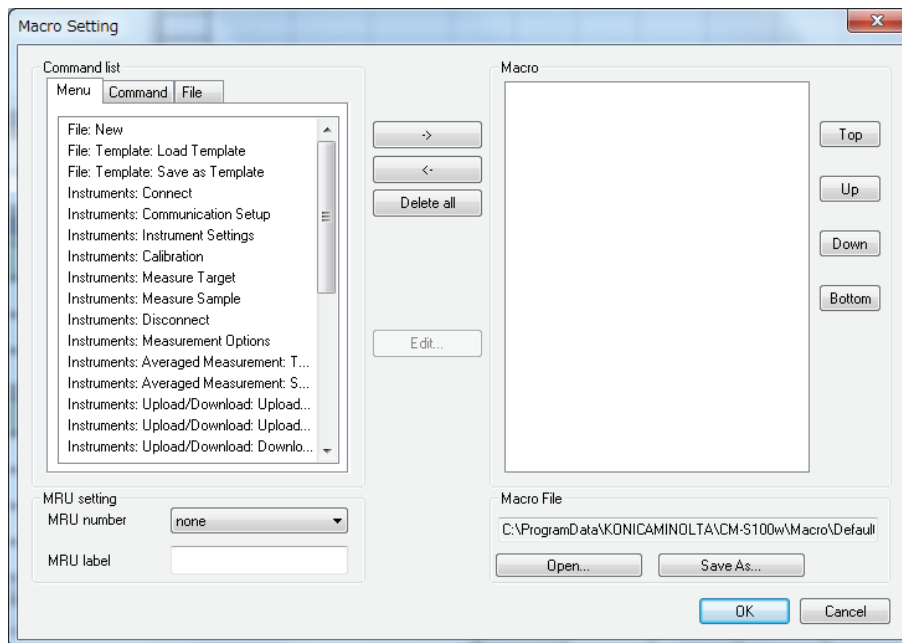 Macro Setting
Command list
Menu Command File
File: New
File: Template: Load Template
File: Template: Save as Template
Instruments: Connect
Instruments: Communication Setup
Instruments: Instrument Settings
Instruments: Calibration
Instruments: Measure Target
Instruments: Measure Sample
Instruments: Disconnect
Instruments: Measurement Options
Instruments: Averaged Measurement: T...
Instruments: Averaged Measurement: S...
Instruments: Upload/Download: Upload...
Instruments: Upload/Download: Upload...
Instruments: Upload/Download: Downlo...
->
<-
Delete all
Edit...
Macro
Top
Up
Down
Bottom
MRU setting
MRU number none
MRU label
Macro File
C:\ProgramData\KONICAMINOLTA\CM-S100w\Macro\Default
Open... Save As...
OK Cancel